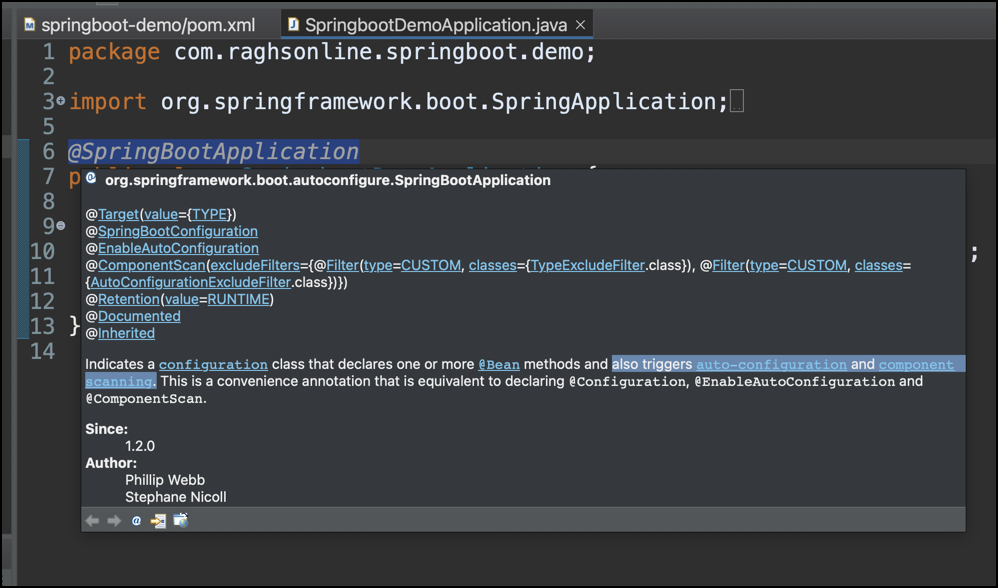 springboot-demo/pom.xml
SpringbootDemoApplication.java
1 package com.raghsonline.springboot.demo;
2
3 import org.springframework.boot.SpringApplication;
5
6 @SpringBootApplication
7 p
org.springframework.boot.autoconfigure.SpringBootApplication
8
@Target(value={TYPE})
9
@SpringBootConfiguration
@EnableAutoConfiguration
10 ;
@ComponentScan(excludeFilters={@Filter(type=CUSTOM, classes={TypeExcludeFilter.class}), @Filter(type=CUSTOM, classes=
11
{AutoConfigurationExcludeFilter.class})})
12
@Retention(value=RUNTIME)
@Documented
13 }
@Inherited
14
Indicates a configuration class that declares one or more @Bean methods and also triggers auto-configuration and component
scanning. This is a convenience annotation that is equivalent to declaring @Configuration, @EnableAutoConfiguration and
@ComponentScan.
Since:
1.2.0
Author:
Phillip Webb
Stephane Nicoll